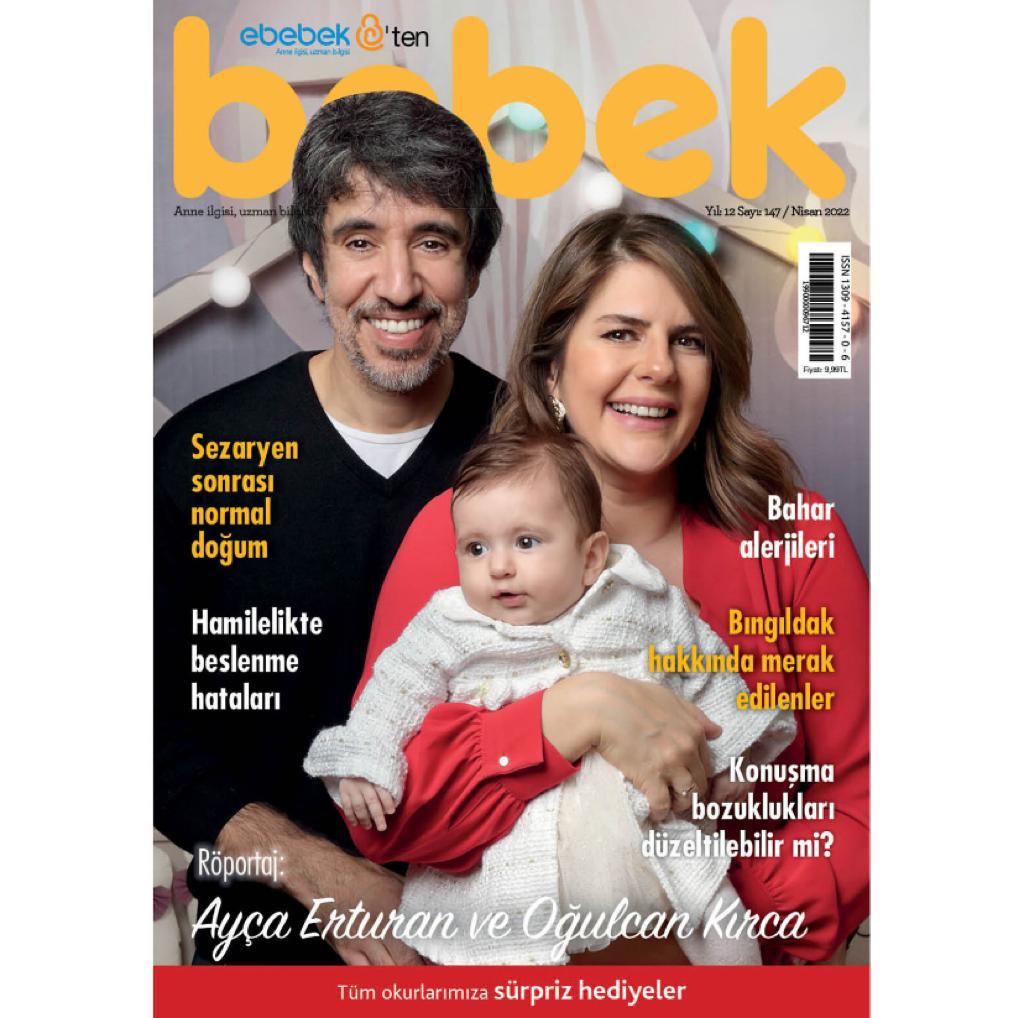 ebebek 'ten
Anne ilgisi, uzman bilgisi
bebek
Anne ilgisi, uzman bilgisi
Yıl: 12 Sayı: 147 / Nisan 2022
ISSN 1309 - 4157 - 0 - 6
1990000096712
Fiyatı: 9,99TL
Sezaryen
sonrası
normal
doğum
Hamilelikte
beslenme
hataları
Bahar
alerjileri
Bıngıldak
hakkında merak
edilenler
Konuşma
bozuklukları
düzeltilebilir mi?
Röportaj:
Ayça Erturan ve Oğulcan Kırca
Tüm okurlarımıza sürpriz hediyeler